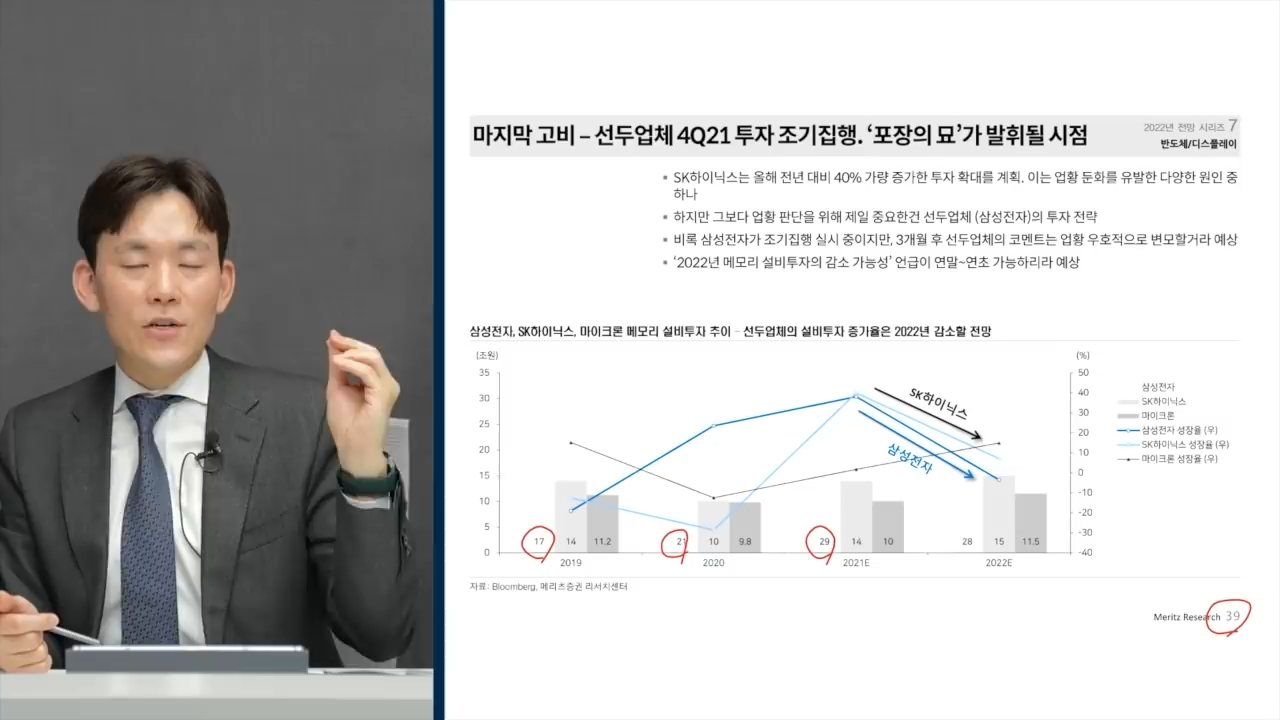 마지막 고비 – 선두업체 4Q21 투자 조기집행. ‘포장의 묘’가 발휘될 시점
2022년 전망 시리즈 7
반도체/디스플레이
▪ SK하이닉스는 올해 전년 대비 40% 가량 증가한 투자 확대를 계획. 이는 업황 둔화를 유발한 다양한 원인 중
하나
▪ 하지만 그보다 업황 판단을 위해 제일 중요한건 선두업체 (삼성전자)의 투자 전략
▪ 비록 삼성전자가 조기집행 실시 중이지만, 3개월 후 선두업체의 코멘트는 업황 우호적으로 변모할거라 예상
▪ ‘2022년 메모리 설비투자의 감소 가능성’ 언급이 연말~연초 가능하리라 예상
삼성전자, SK하이닉스, 마이크론 메모리 설비투자 추이 – 선두업체의 설비투자 증가율은 2022년 감소할 전망
(조원)
35
30
25
20
15
10
5
0
SK하이닉스
삼성전자
17 14 11.2
21 10 9.8
29 14 10
28 15 11.5
2019 2020 2021E 2022E
(%)
50
40
30
20
10
0
-10
-20
-30
-40
삼성전자
SK하이닉스
마이크론
삼성전자 성장율 (우)
SK하이닉스 성장율 (우)
마이크론 성장율 (우)
자료: Bloomberg, 메리츠증권 리서치센터
Meritz Research 39